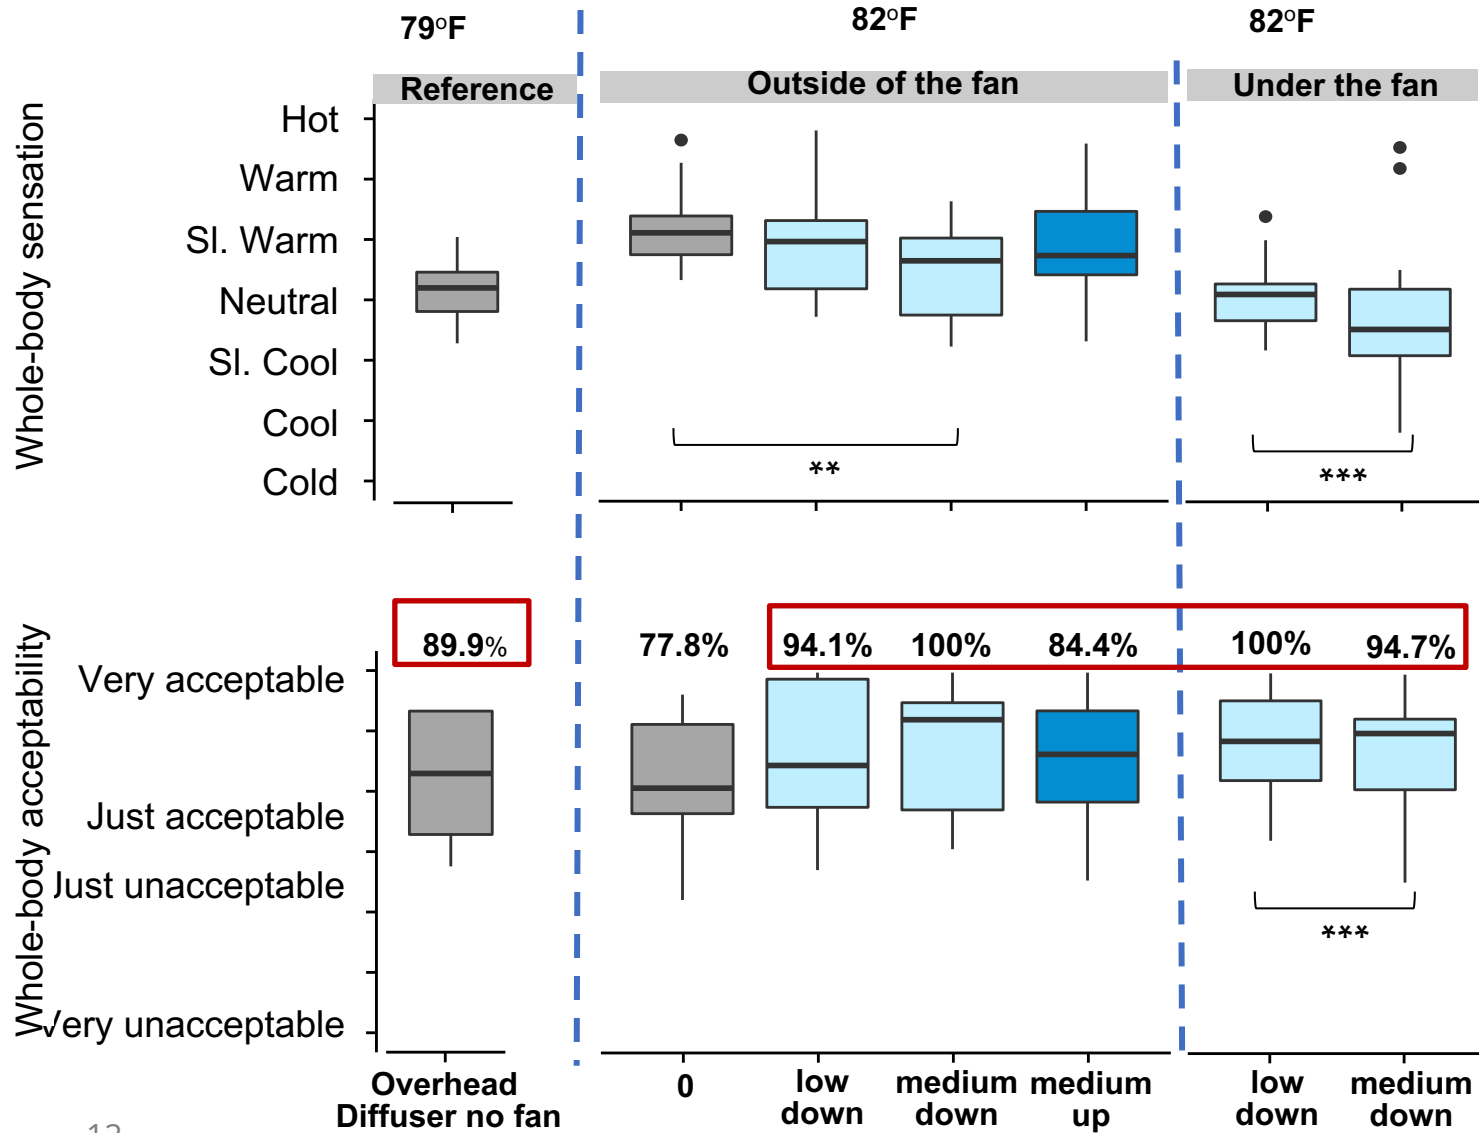 79°F
82°F
82°F
Reference
Outside of the fan
Under the fan
Whole-body sensation
Hot
Warm
Sl. Warm
Neutral
Sl. Cool
Cool
Cold
**
***
Whole-body acceptability
89.9%
77.8%
94.1%
100%
84.4%
100%
94.7%
Very acceptable
Just acceptable
Just unacceptable
Very unacceptable
***
Overhead
Diffuser no fan
0
low
down
medium
down
medium
up
low
down
medium
down